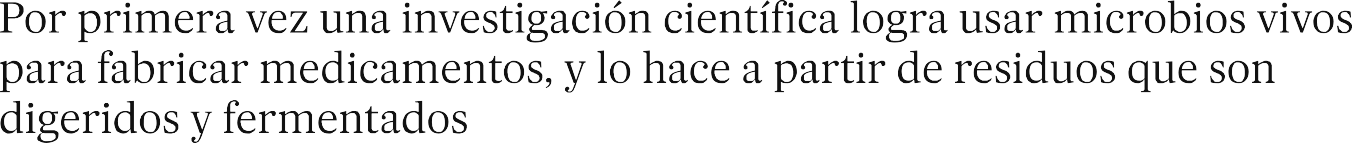 Por primera vez una investigación científica logra usar microbios vivos
para fabricar medicamentos, y lo hace a partir de residuos que son
digeridos y fermentados